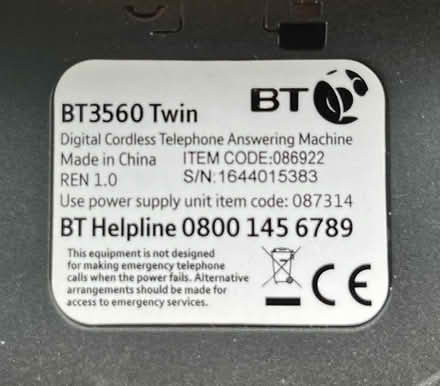 BT
BT3560 Twin
Digital Cordless Telephone Answering Machine
Made in China ITEM CODE:086922
REN 1.0 S/N:1644015383
Use power supply unit item code: 087314
BT Helpline 0800 145 6789
This equipment is not designed
for making emergency telephone
calls when the power fails. Alternative
arrangements should be made for
access to emergency services.
CE